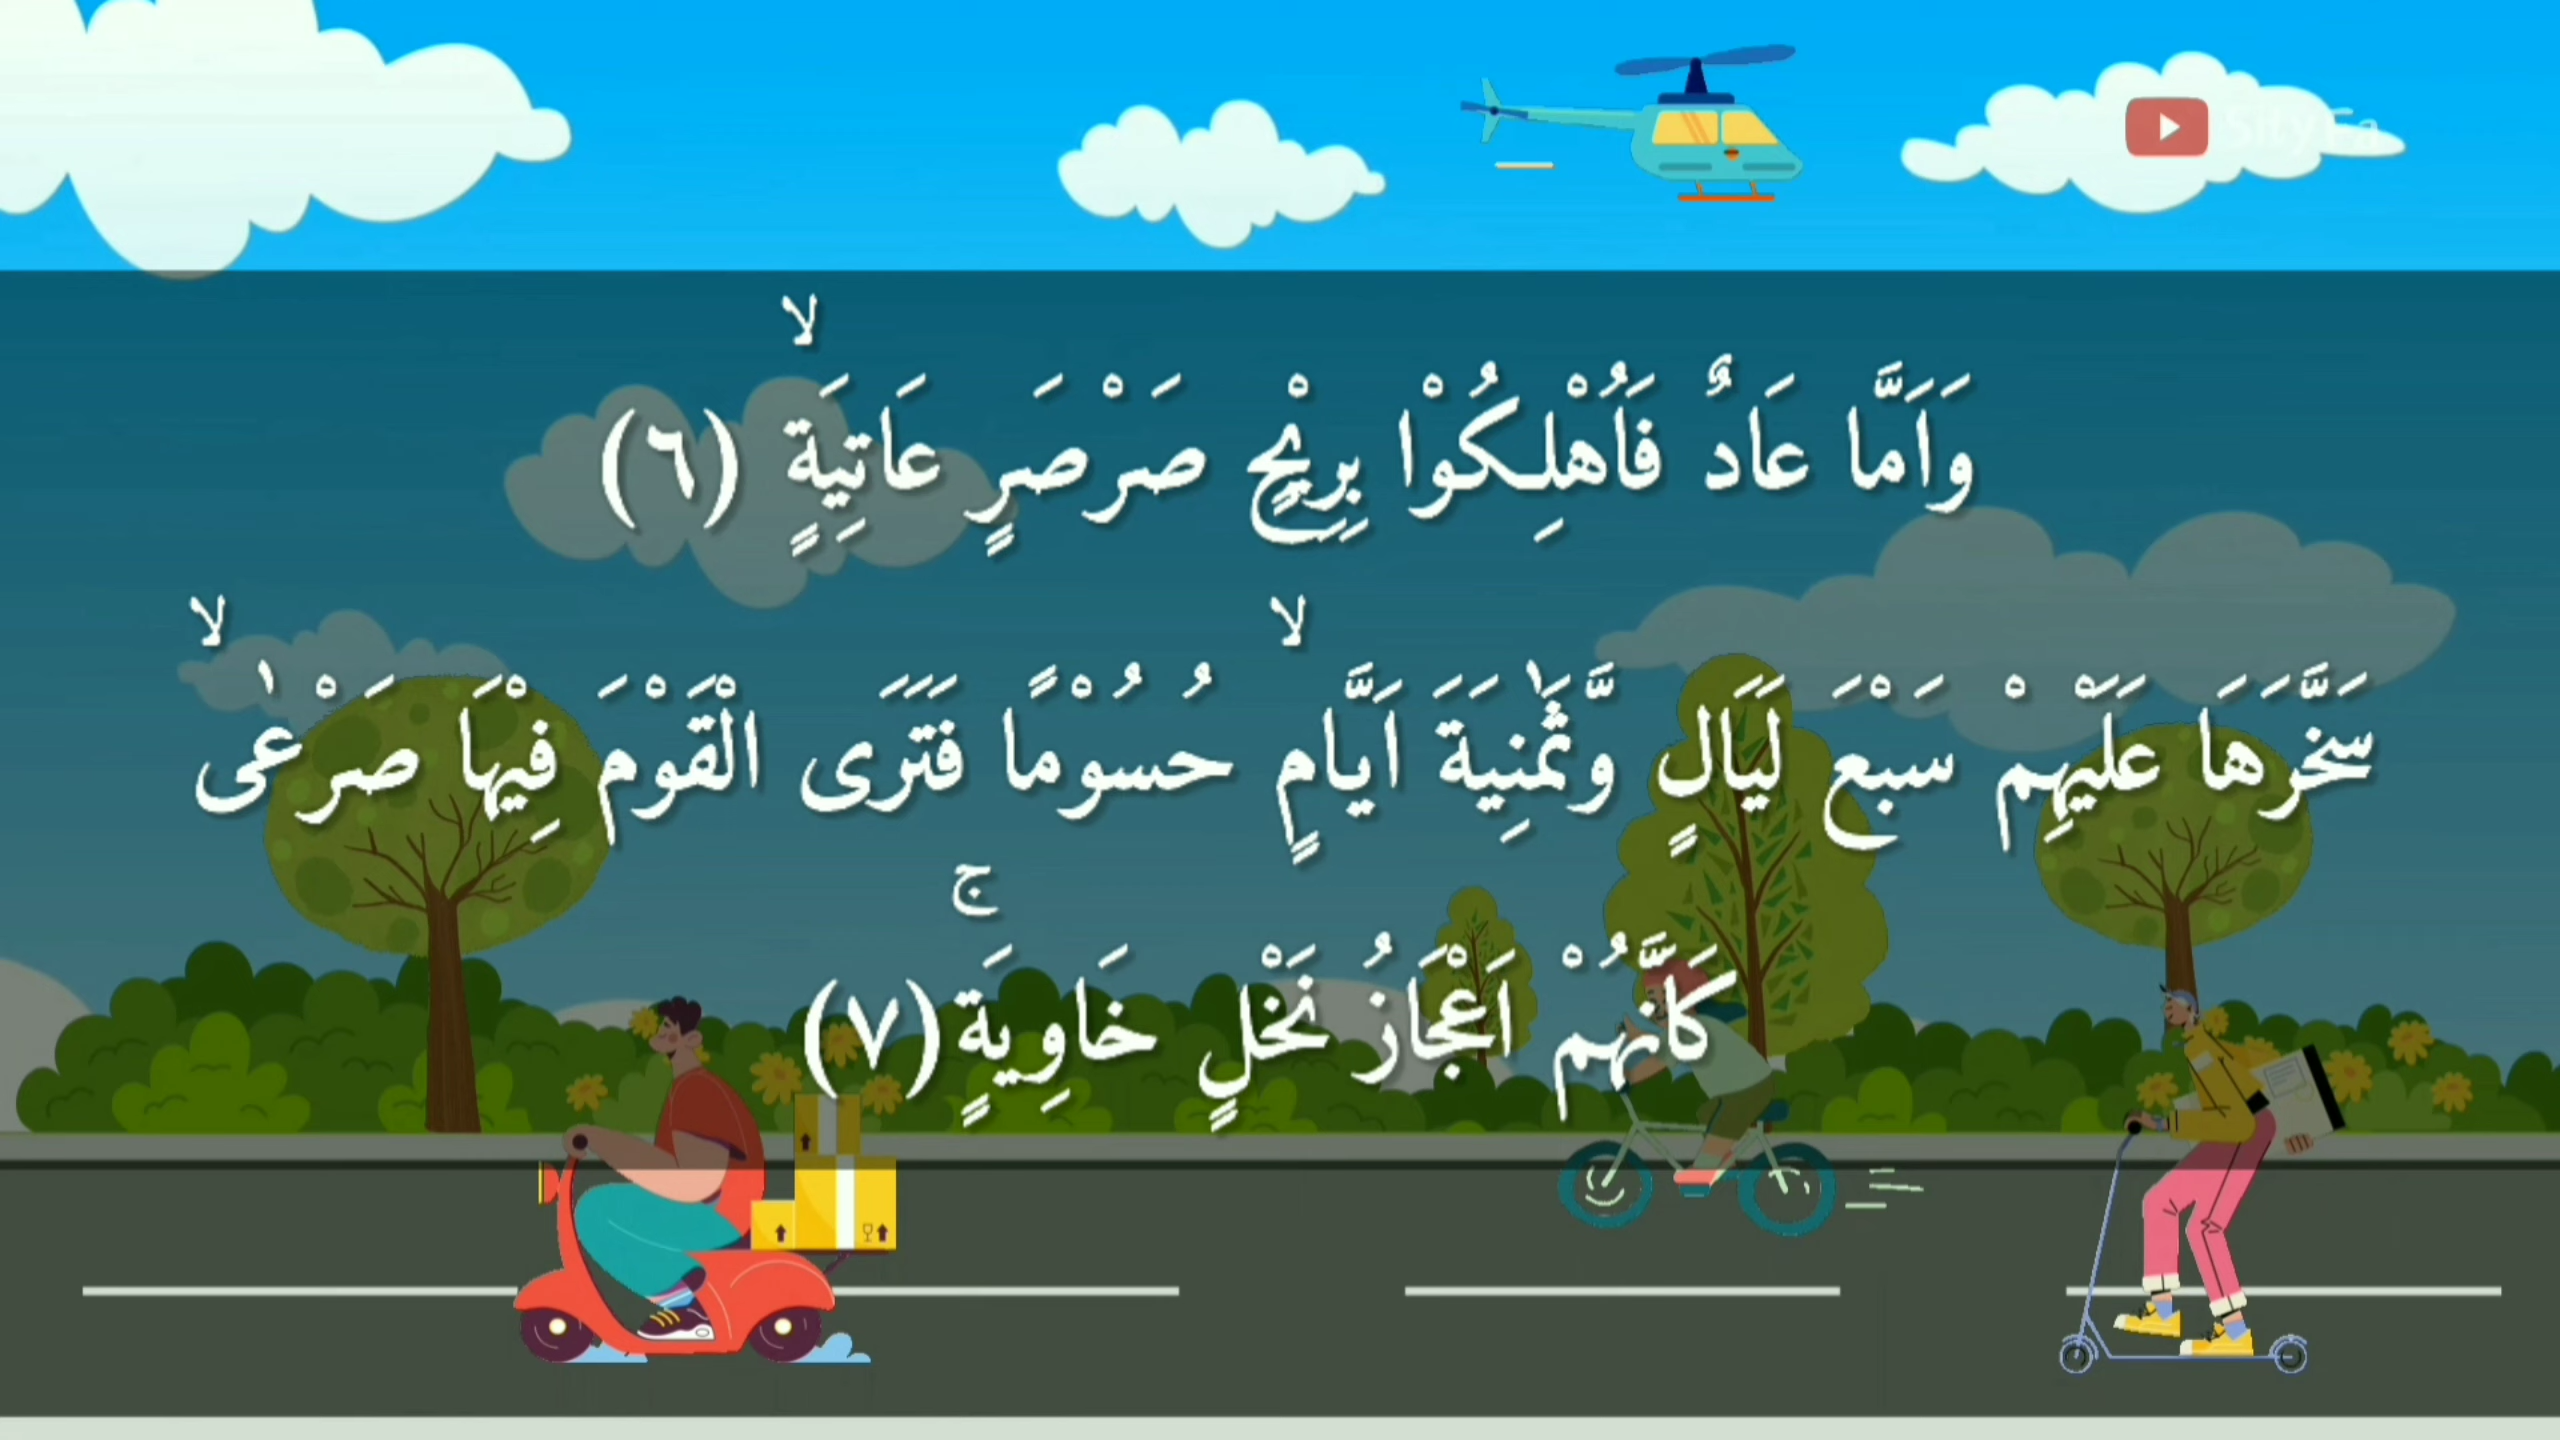 وَاَمَّا عَادٌ فَاُهْلِكُوْا بِرِيْحٍ صَرْصَرٍ عَاتِيَةٍۙ (٦)
سَخَّرَهَا عَلَيْهِمْ سَبْعَ لَيَالٍ وَّثَمٰنِيَةَ اَيَّامٍۙ حُسُوْمًا فَتَرَى الْقَوْمَ فِيْهَا صَرْعٰىۙ
كَاَنَّهُمْ اَعْجَازُ نَخْلٍ خَاوِيَةٍۚ (٧)